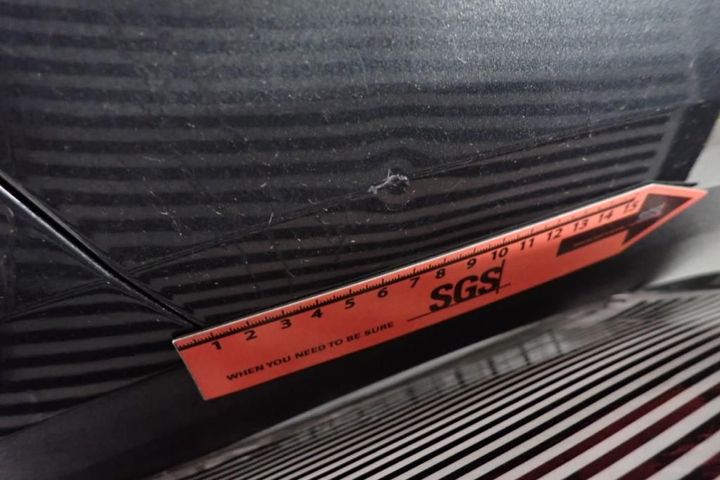 1 2 3 4 5 6 7 8 9 10 11 12 13 14 15
SGS
WHEN YOU NEED TO BE SURE